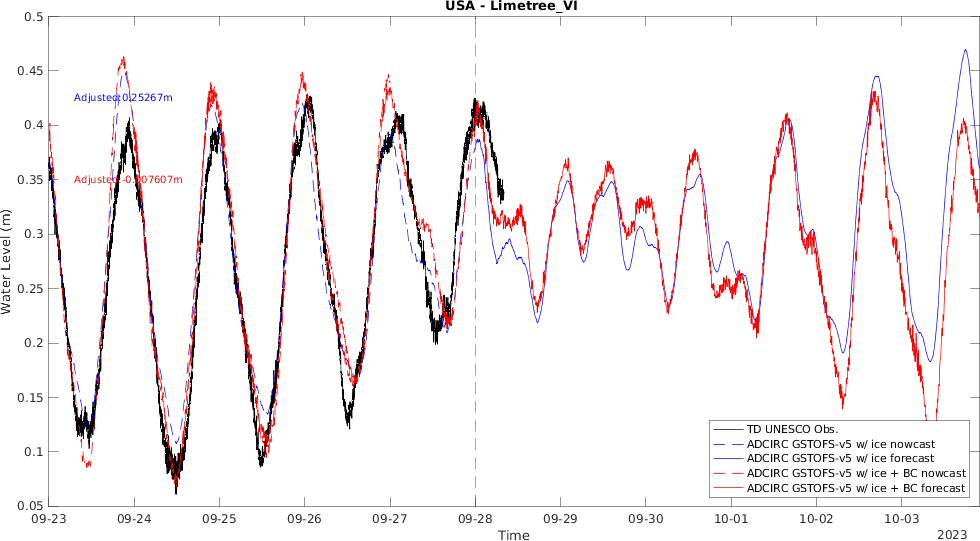 USA - Limetree_VI
0.5
0.45
Adjusted:0.25267m
0.4
0.35
Adjusted:-0.007607m
0.3
Water Level (m)
0.25
0.2
0.15
0.1
0.05
TD UNESCO Obs.
ADCIRC GSTOFS-v5 w/ ice nowcast
ADCIRC GSTOFS-v5 w/ ice forecast
ADCIRC GSTOFS-v5 w/ ice + BC nowcast
ADCIRC GSTOFS-v5 w/ ice + BC forecast
09-23 09-24 09-25 09-26 09-27 09-28 09-29 09-30 10-01 10-02 10-03
Time
2023